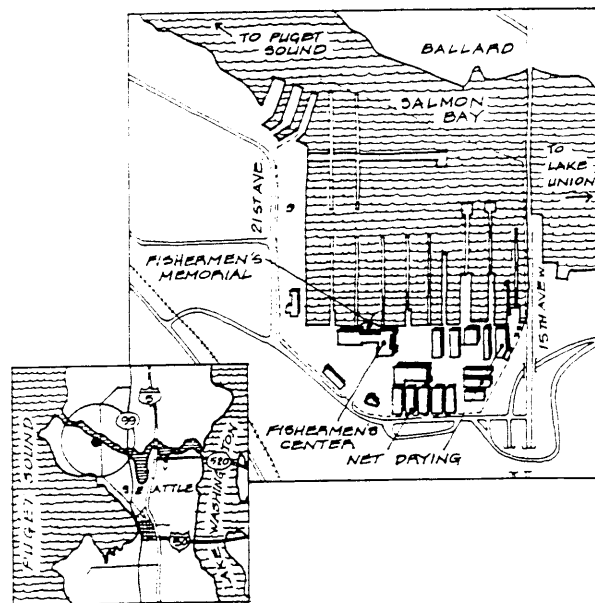 TO PUGET
SOUND
BALLARD
SALMON
BAY
TO
LAKE
UNION
21ST AVE
FISHERMEN'S
MEMORIAL
15TH AVE W
FISHERMEN'S
CENTER
NET DRYING
PUGET SOUND
5
99
520
SEATTLE
LAKE WASHINGTON